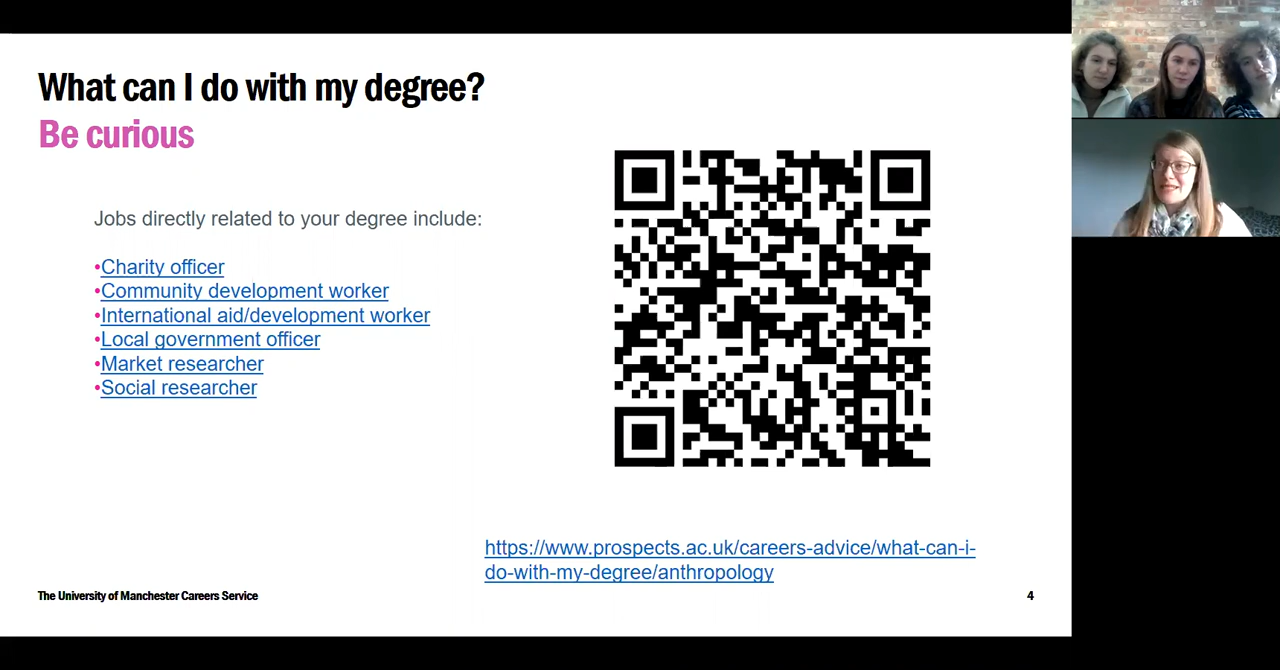 What can I do with my degree?
Be curious
Jobs directly related to your degree include:
•Charity officer
•Community development worker
•International aid/development worker
•Local government officer
•Market researcher
•Social researcher
https://www.prospects.ac.uk/careers-advice/what-can-i-
do-with-my-degree/anthropology
The University of Manchester Careers Service
4